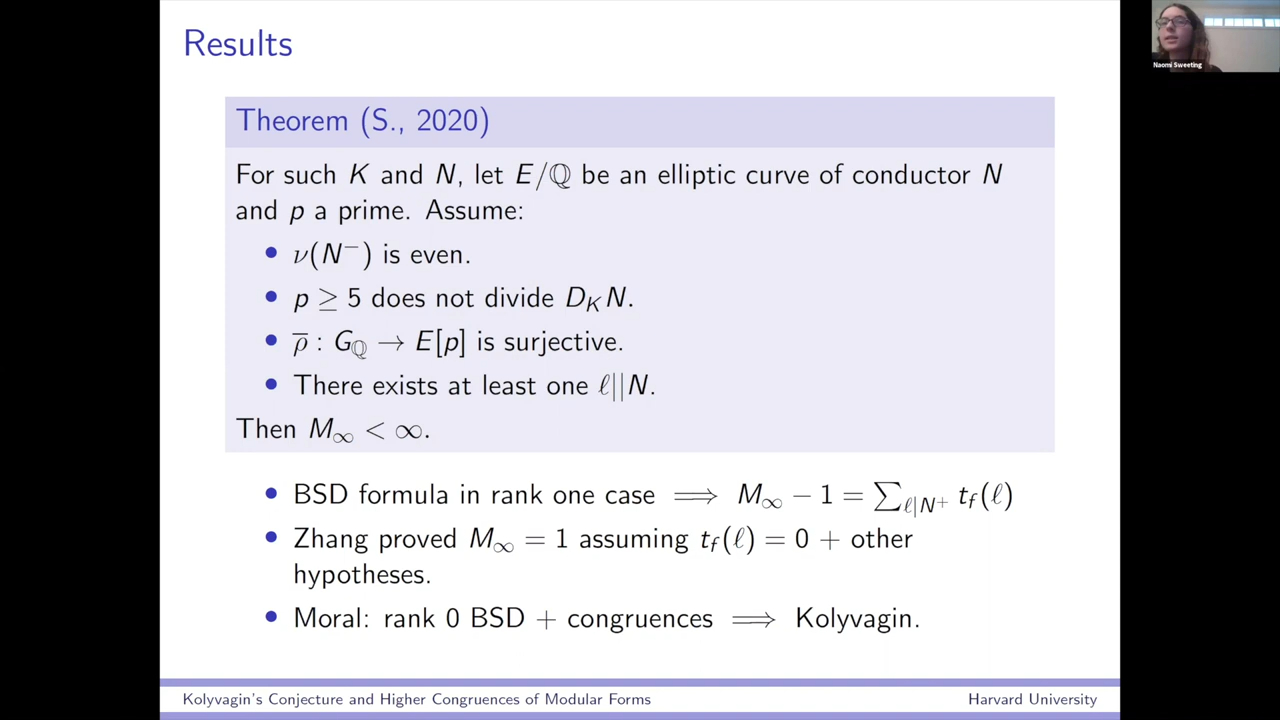 Results
Theorem (S., 2020)
For such K and N, let E/ℚ be an elliptic curve of conductor N
and p a prime. Assume:
• ν(N⁻) is even.
• p ≥ 5 does not divide D_K N.
• ρ̄ : G_ℚ → E[p] is surjective.
• There exists at least one ℓ||N.
Then M_∞ < ∞.
• BSD formula in rank one case ⟹ M_∞ − 1 = ∑_{ℓ|N⁺} t_f(ℓ)
• Zhang proved M_∞ = 1 assuming t_f(ℓ) = 0 + other
hypotheses.
• Moral: rank 0 BSD + congruences ⟹ Kolyvagin.
Kolyvagin's Conjecture and Higher Congruences of Modular Forms
Harvard University
Naomi Sweeting